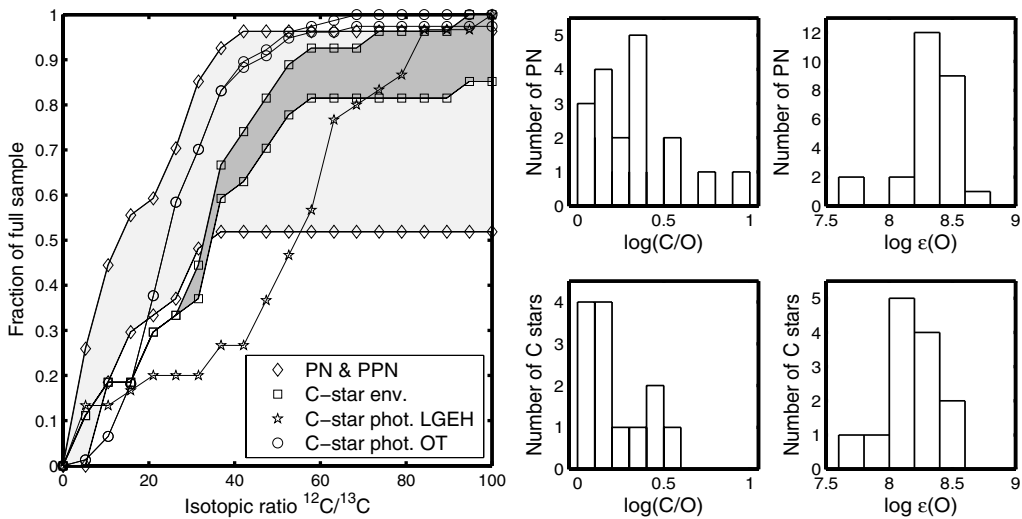 1
0.9
0.8
0.7
0.6
0.5
0.4
0.3
0.2
0.1
0
Fraction of full sample
0 20 40 60 80 100
Isotopic ratio ¹²C/¹³C
PN & PPN
C−star env.
C−star phot. LGEH
C−star phot. OT
5
4
3
2
1
0
Number of PN
0 0.5 1
log(C/O)
12
10
8
6
4
2
0
Number of PN
7.5 8 8.5 9
log ε(O)
4
3
2
1
0
Number of C stars
0 0.5 1
log(C/O)
5
4
3
2
1
0
Number of C stars
7.5 8 8.5 9
log ε(O)